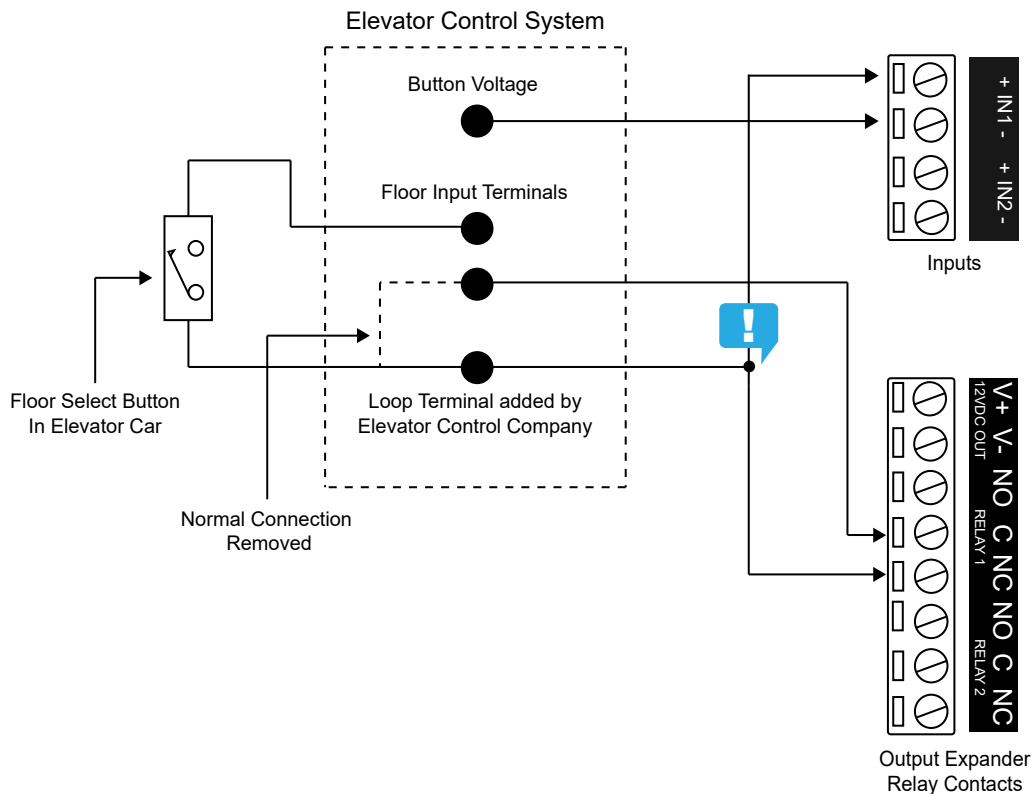 Elevator Control System
Button Voltage
Floor Input Terminals
Loop Terminal added by
Elevator Control Company
Floor Select Button
In Elevator Car
Normal Connection
Removed
!
+ IN1 -
+ IN2 -
Inputs
V+ V- NO C NC NO C NC
12VDC OUT
RELAY 1
RELAY 2
Output Expander
Relay Contacts